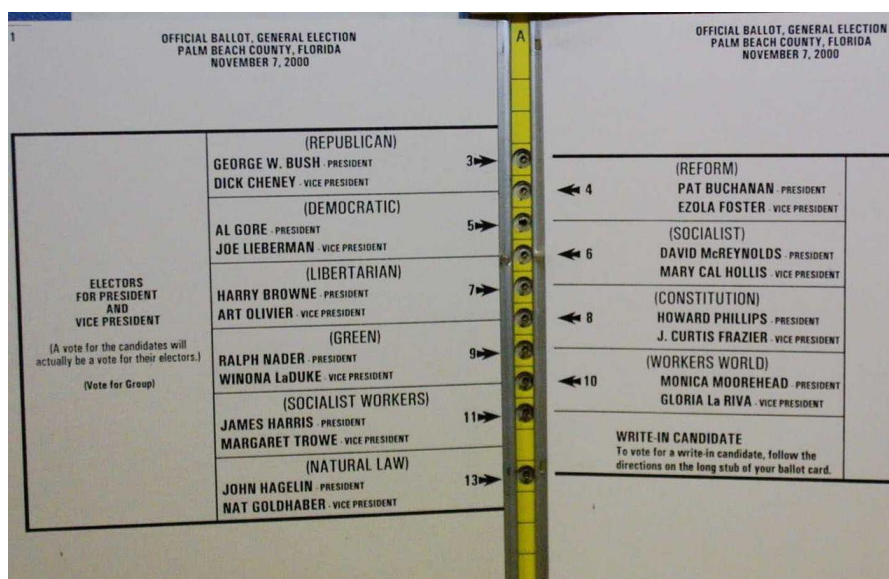 1
OFFICIAL BALLOT, GENERAL ELECTION
PALM BEACH COUNTY, FLORIDA
NOVEMBER 7, 2000
ELECTORS
FOR PRESIDENT
AND
VICE PRESIDENT
(A vote for the candidates will
actually be a vote for their electors.)
(Vote for Group)
(REPUBLICAN)
GEORGE W. BUSH - PRESIDENT
DICK CHENEY - VICE PRESIDENT
3
(DEMOCRATIC)
AL GORE - PRESIDENT
JOE LIEBERMAN - VICE PRESIDENT
5
(LIBERTARIAN)
HARRY BROWNE - PRESIDENT
ART OLIVIER - VICE PRESIDENT
7
(GREEN)
RALPH NADER - PRESIDENT
WINONA LaDUKE - VICE PRESIDENT
9
(SOCIALIST WORKERS)
JAMES HARRIS - PRESIDENT
MARGARET TROWE - VICE PRESIDENT
11
(NATURAL LAW)
JOHN HAGELIN - PRESIDENT
NAT GOLDHABER - VICE PRESIDENT
13
A
OFFICIAL BALLOT, GENERAL ELECTION
PALM BEACH COUNTY, FLORIDA
NOVEMBER 7, 2000
(REFORM)
4 PAT BUCHANAN - PRESIDENT
EZOLA FOSTER - VICE PRESIDENT
(SOCIALIST)
6 DAVID McREYNOLDS - PRESIDENT
MARY CAL HOLLIS - VICE PRESIDENT
(CONSTITUTION)
8 HOWARD PHILLIPS - PRESIDENT
J. CURTIS FRAZIER - VICE PRESIDENT
(WORKERS WORLD)
10 MONICA MOOREHEAD - PRESIDENT
GLORIA La RIVA - VICE PRESIDENT
WRITE-IN CANDIDATE
To vote for a write-in candidate, follow the
directions on the long stub of your ballot card.